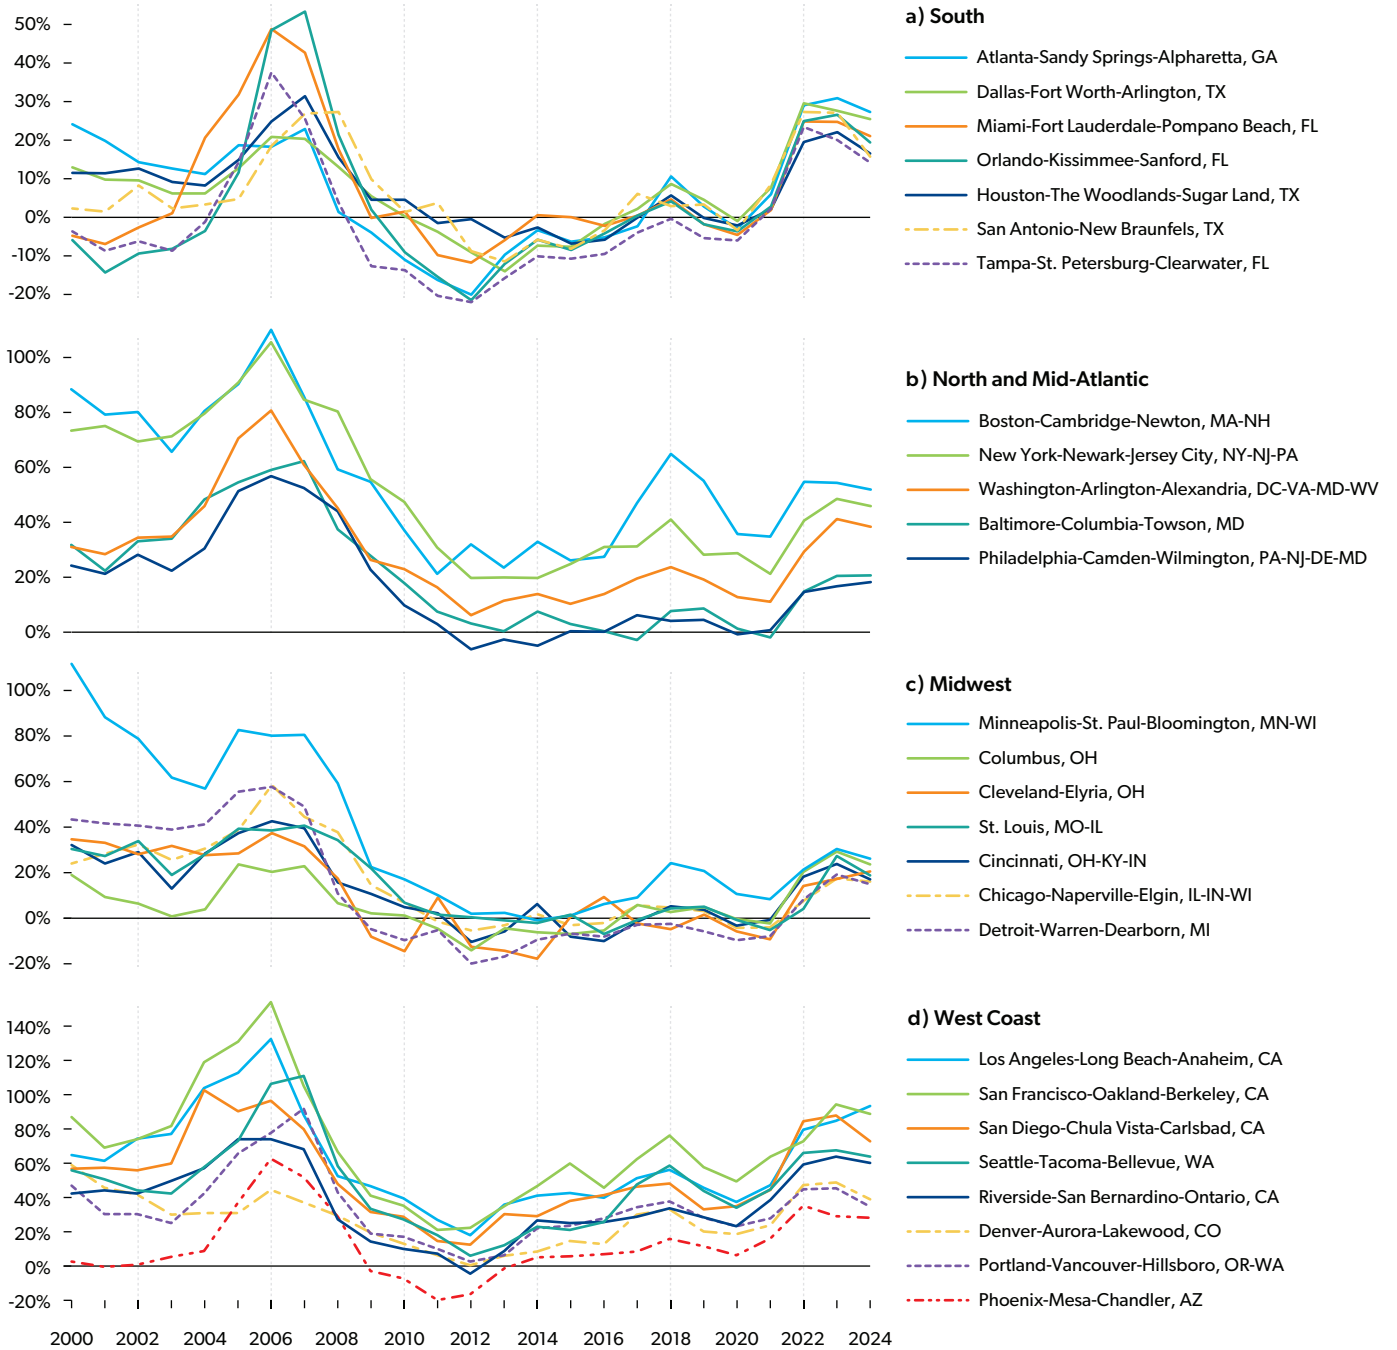 50%
40%
30%
20%
10%
0%
-10%
-20%
a) South
Atlanta-Sandy Springs-Alpharetta, GA
Dallas-Fort Worth-Arlington, TX
Miami-Fort Lauderdale-Pompano Beach, FL
Orlando-Kissimmee-Sanford, FL
Houston-The Woodlands-Sugar Land, TX
San Antonio-New Braunfels, TX
Tampa-St. Petersburg-Clearwater, FL
100%
80%
60%
40%
20%
0%
b) North and Mid-Atlantic
Boston-Cambridge-Newton, MA-NH
New York-Newark-Jersey City, NY-NJ-PA
Washington-Arlington-Alexandria, DC-VA-MD-WV
Baltimore-Columbia-Towson, MD
Philadelphia-Camden-Wilmington, PA-NJ-DE-MD
100%
80%
60%
40%
20%
0%
-20%
c) Midwest
Minneapolis-St. Paul-Bloomington, MN-WI
Columbus, OH
Cleveland-Elyria, OH
St. Louis, MO-IL
Cincinnati, OH-KY-IN
Chicago-Naperville-Elgin, IL-IN-WI
Detroit-Warren-Dearborn, MI
140%
120%
100%
80%
60%
40%
20%
0%
-20%
d) West Coast
Los Angeles-Long Beach-Anaheim, CA
San Francisco-Oakland-Berkeley, CA
San Diego-Chula Vista-Carlsbad, CA
Seattle-Tacoma-Bellevue, WA
Riverside-San Bernardino-Ontario, CA
Denver-Aurora-Lakewood, CO
Portland-Vancouver-Hillsboro, OR-WA
Phoenix-Mesa-Chandler, AZ
2000 2002 2004 2006 2008 2010 2012 2014 2016 2018 2020 2022 2024